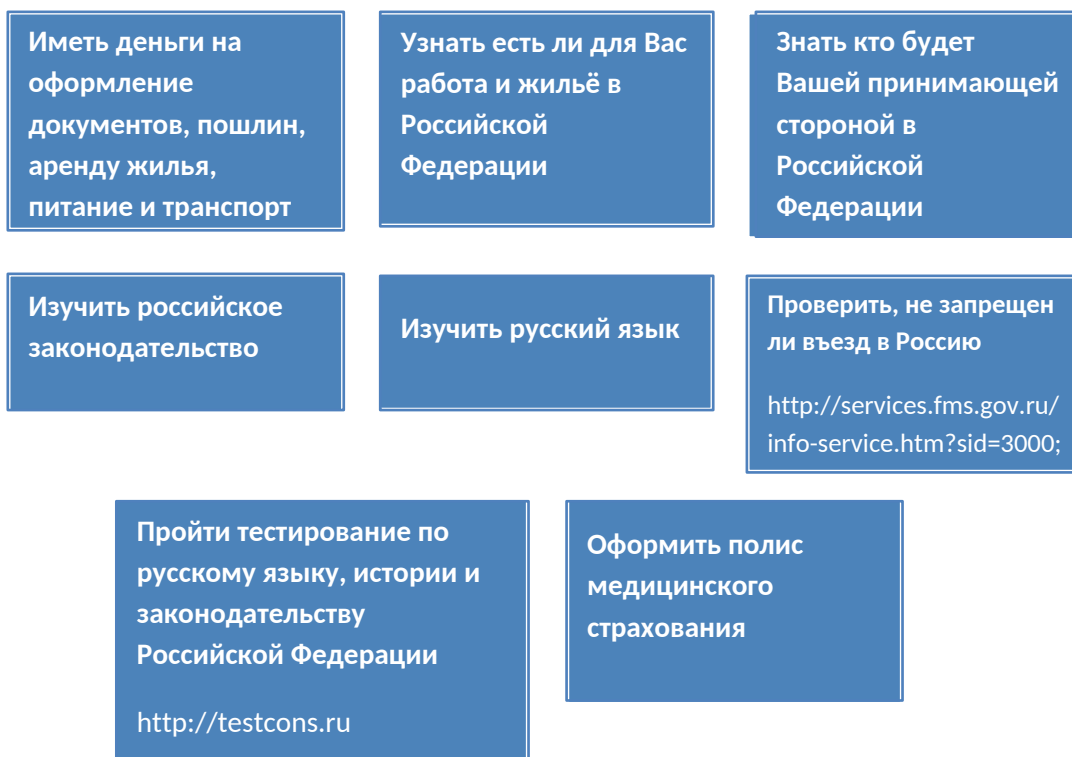 Иметь деньги на
оформление
документов, пошлин,
аренду жилья,
питание и транспорт
Узнать есть ли для Вас
работа и жильё в
Российской
Федерации
Знать кто будет
Вашей принимающей
стороной в
Российской
Федерации
Изучить российское
законодательство
Изучить русский язык
Проверить, не запрещен
ли въезд в Россию
http://services.fms.gov.ru/
info-service.htm?sid=3000;
Пройти тестирование по
русскому языку, истории и
законодательству
Российской Федерации
http://testcons.ru
Оформить полис
медицинского
страхования